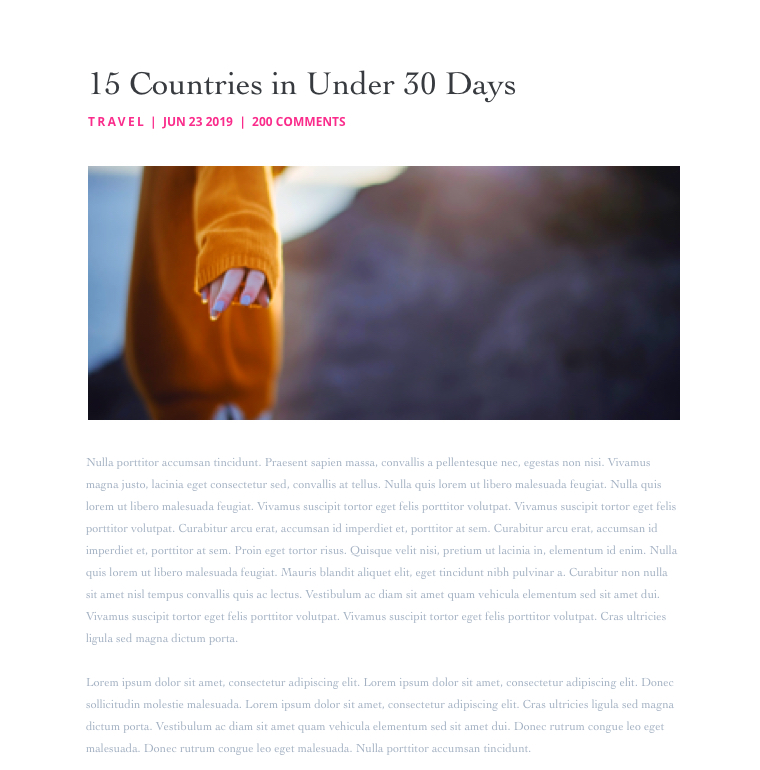 15 Countries in Under 30 Days
TRAVEL | JUN 23 2019 | 200 COMMENTS
Nulla porttitor accumsan tincidunt. Praesent sapien massa, convallis a pellentesque nec, egestas non nisi. Vivamus
magna justo, lacinia eget consectetur sed, convallis at tellus. Nulla quis lorem ut libero malesuada feugiat. Nulla quis
lorem ut libero malesuada feugiat. Vivamus suscipit tortor eget felis porttitor volutpat. Vivamus suscipit tortor eget felis
porttitor volutpat. Curabitur arcu erat, accumsan id imperdiet et, porttitor at sem. Curabitur arcu erat, accumsan id
imperdiet et, porttitor at sem. Proin eget tortor risus. Quisque velit nisi, pretium ut lacinia in, elementum id enim. Nulla
quis lorem ut libero malesuada feugiat. Mauris blandit aliquet elit, eget tincidunt nibh pulvinar a. Curabitur non nulla
sit amet nisl tempus convallis quis ac lectus. Vestibulum ac diam sit amet quam vehicula elementum sed sit amet dui.
Vivamus suscipit tortor eget felis porttitor volutpat. Vivamus suscipit tortor eget felis porttitor volutpat. Cras ultricies
ligula sed magna dictum porta.
Lorem ipsum dolor sit amet, consectetur adipiscing elit. Lorem ipsum dolor sit amet, consectetur adipiscing elit. Donec
sollicitudin molestie malesuada. Lorem ipsum dolor sit amet, consectetur adipiscing elit. Cras ultricies ligula sed magna
dictum porta. Vestibulum ac diam sit amet quam vehicula elementum sed sit amet dui. Donec rutrum congue leo eget
malesuada. Donec rutrum congue leo eget malesuada. Nulla porttitor accumsan tincidunt.